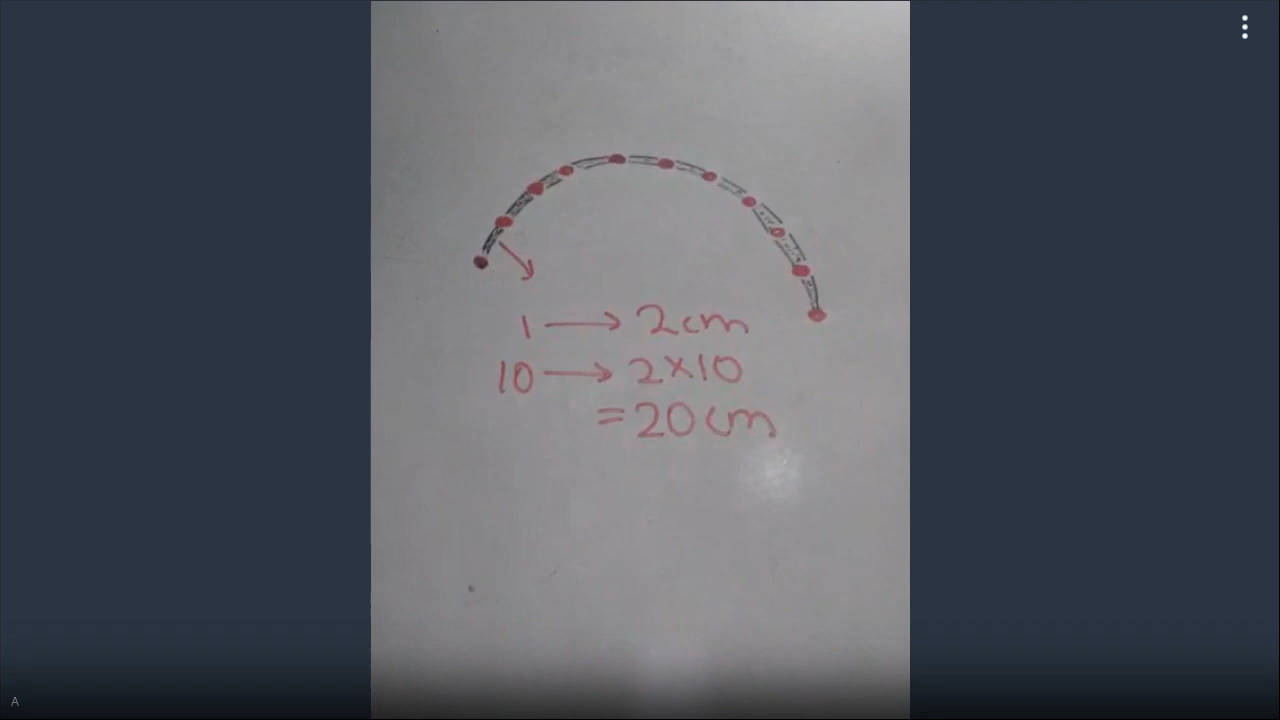 1 → 2cm
10 → 2×10
= 20cm
A